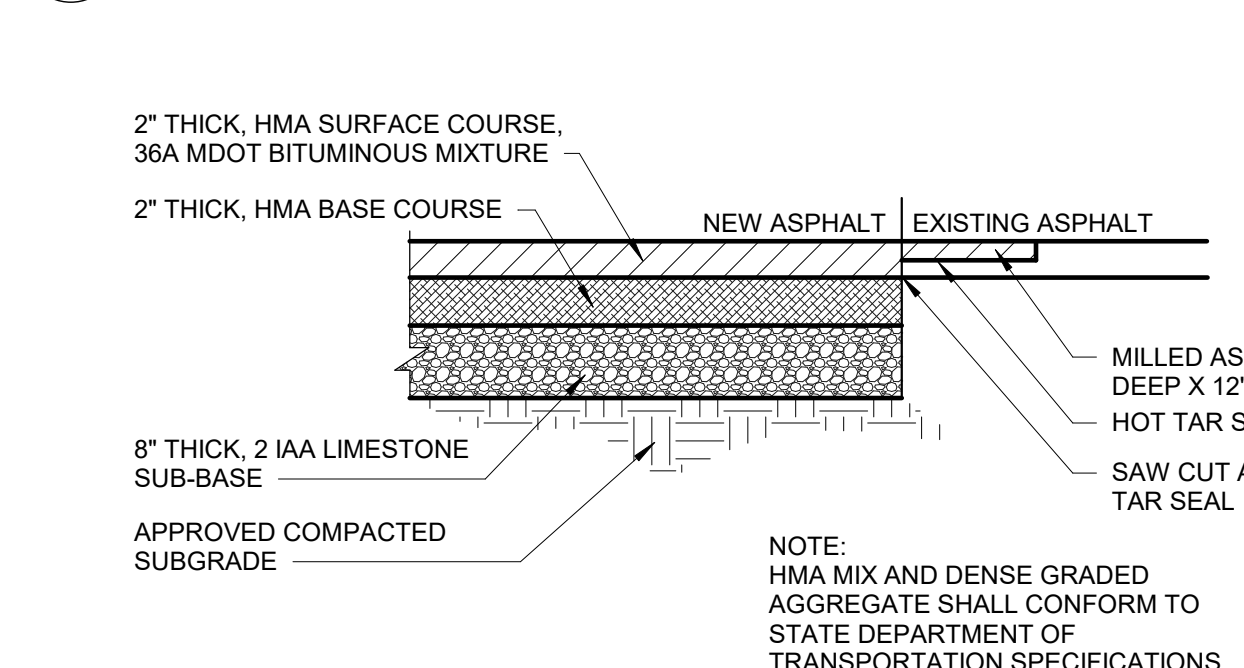 2" THICK, HMA SURFACE COURSE,
36A MDOT BITUMINOUS MIXTURE
2" THICK, HMA BASE COURSE
NEW ASPHALT
EXISTING ASPHALT
MILLED AS
DEEP X 12"
HOT TAR S
SAW CUT A
TAR SEAL
8" THICK, 2 IAA LIMESTONE
SUB-BASE
APPROVED COMPACTED
SUBGRADE
NOTE:
HMA MIX AND DENSE GRADED
AGGREGATE SHALL CONFORM TO
STATE DEPARTMENT OF
TRANSPORTATION SPECIFICATIONS